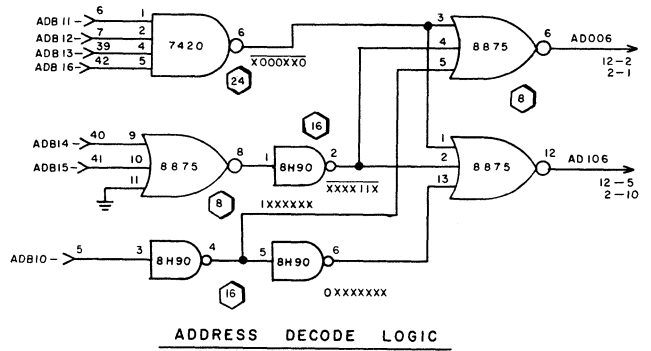 ADB 11- 6 1
ADB 12- 7 2
ADB 13- 39 4
ADB 16- 42 5
7420
6
X000XX0
24
3
4
5
8875
6
AD006
12-2
2-1
8
ADB14- 40 9
ADB15- 41 10
11
8875
8
8
16
1
8H90
2
XXXX11X
1XXXXXX
1
2
13
8875
12
AD106
12-5
2-10
ADB10- 5 3
8H90
4
16
5
8H90
6
0XXXXXXX
ADDRESS DECODE LOGIC